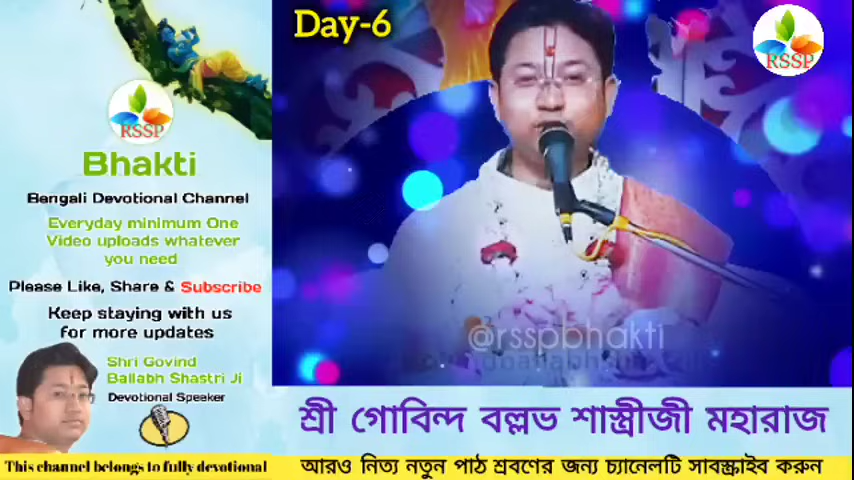 Day-6
RSSP
RSSP
Bhakti
Bengali Devotional Channel
Everyday minimum One
Video uploads whatever
you need
Please Like, Share & Subscribe
Keep staying with us
for more updates
Shri Govind
Ballabh Shastri Ji
Devotional Speaker
This channel belongs to fully devotional
@rsspbhakti
শ্রী গোবিন্দ বল্লভ শাস্ত্রীজী মহারাজ
আরও নিত্য নতুন পাঠ শ্রবণের জন্য চ্যানেলটি সাবস্ক্রাইব করুন